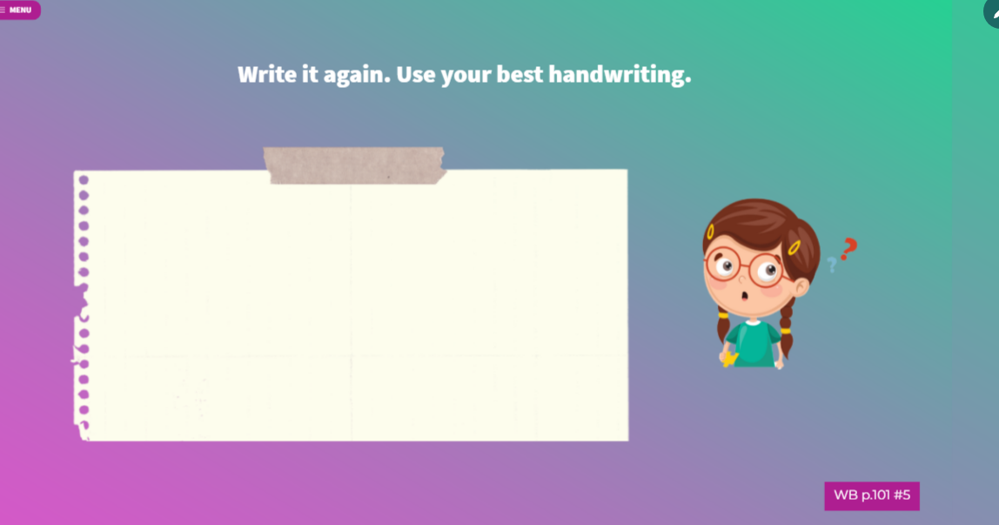 MENU
Write it again. Use your best handwriting.
? ?
WB p.101 #5